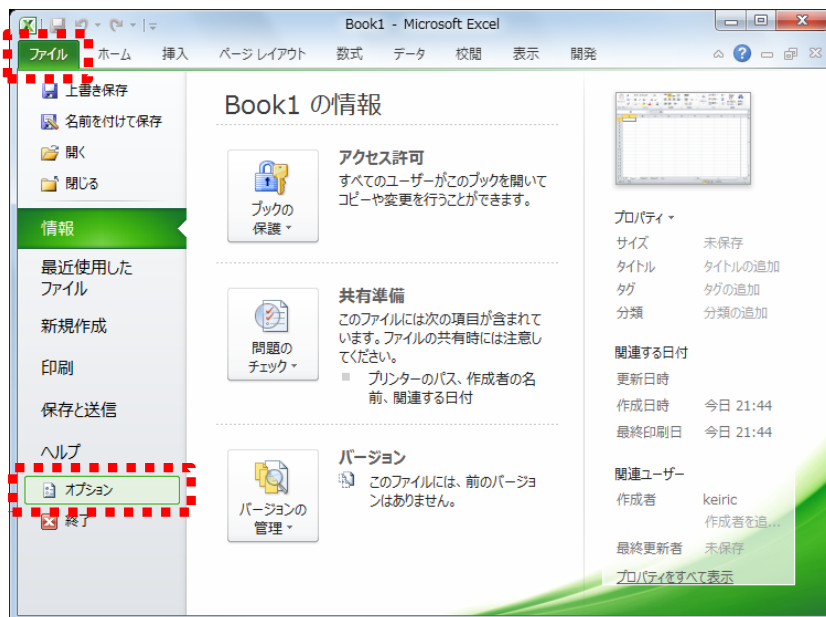 Book1 - Microsoft Excel
ファイル ホーム 挿入 ページ レイアウト 数式 データ 校閲 表示 開発
上書き保存
名前を付けて保存
開く
閉じる
情報
最近使用した
ファイル
新規作成
印刷
保存と送信
ヘルプ
オプション
終了
Book1 の情報
ブックの
保護
アクセス許可
すべてのユーザーがこのブックを開いて
コピーや変更を行うことができます。
問題の
チェック
共有準備
このファイルには次の項目が含まれて
います。ファイルの共有時には注意し
てください。
プリンターのパス、作成者の名
前、関連する日付
バージョンの
管理
バージョン
このファイルには、前のバージョ
ンはありません。
プロパティ
サイズ 未保存
タイトル タイトルの追加
タグ タグの追加
分類 分類の追加
関連する日付
更新日時
作成日時 今日 21:44
最終印刷日 今日 21:44
関連ユーザー
作成者 keiric
作成者を追...
最終更新者 未保存
プロパティをすべて表示